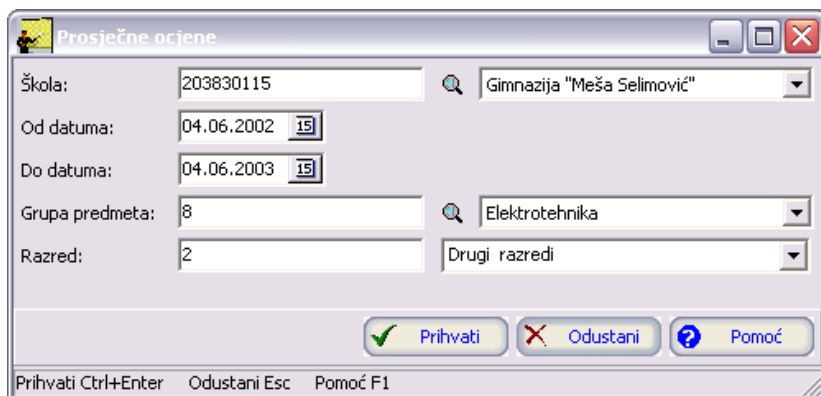 Prosječne ocjene
Škola: 203830115 Gimnazija "Meša Selimović"
Od datuma: 04.06.2002 15
Do datuma: 04.06.2003 15
Grupa predmeta: 8 Elektrotehnika
Razred: 2 Drugi razredi
Prihvati Odustani Pomoć
Prihvati Ctrl+Enter Odustani Esc Pomoć F1